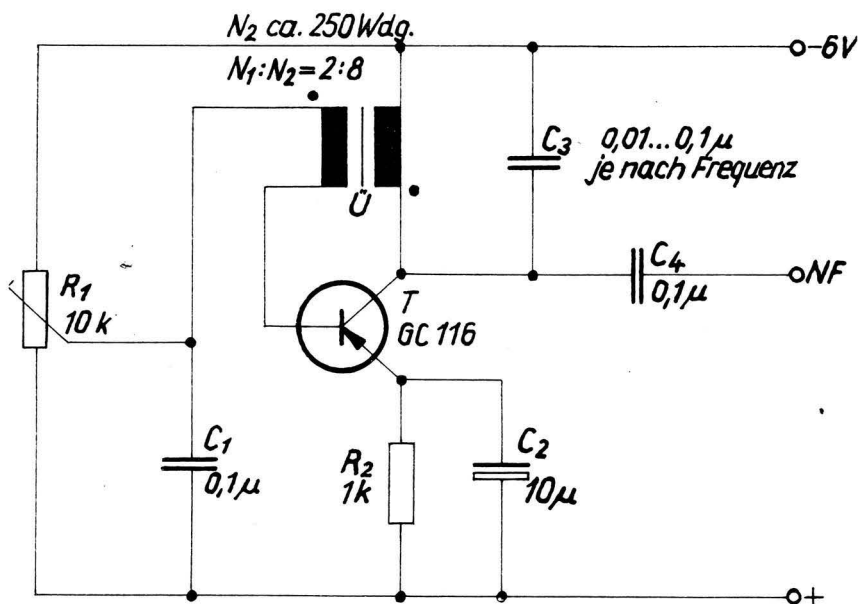 N₂ ca. 250 Wdg.
N₁:N₂ = 2:8
-6V
C₃
0,01...0,1µ
je nach Frequenz
Ü
C₄
0,1µ
NF
R₁
10k
T
GC 116
C₁
0,1µ
R₂
1k
C₂
10µ
+